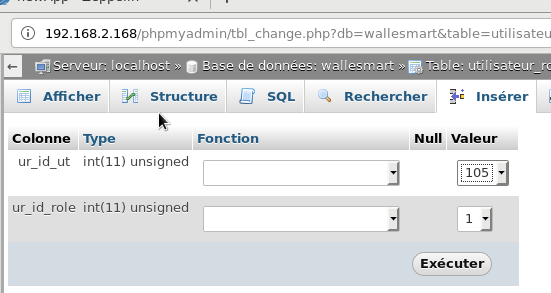 192.168.2.168/phpmyadmin/tbl_change.php?db=wallesmart&table=utilisateu
Serveur: localhost » Base de données: wallesmart » Table: utilisateur_ro
Afficher Structure SQL Rechercher Insérer
Colonne Type Fonction Null Valeur
ur_id_ut int(11) unsigned 105
ur_id_role int(11) unsigned 1
Exécuter